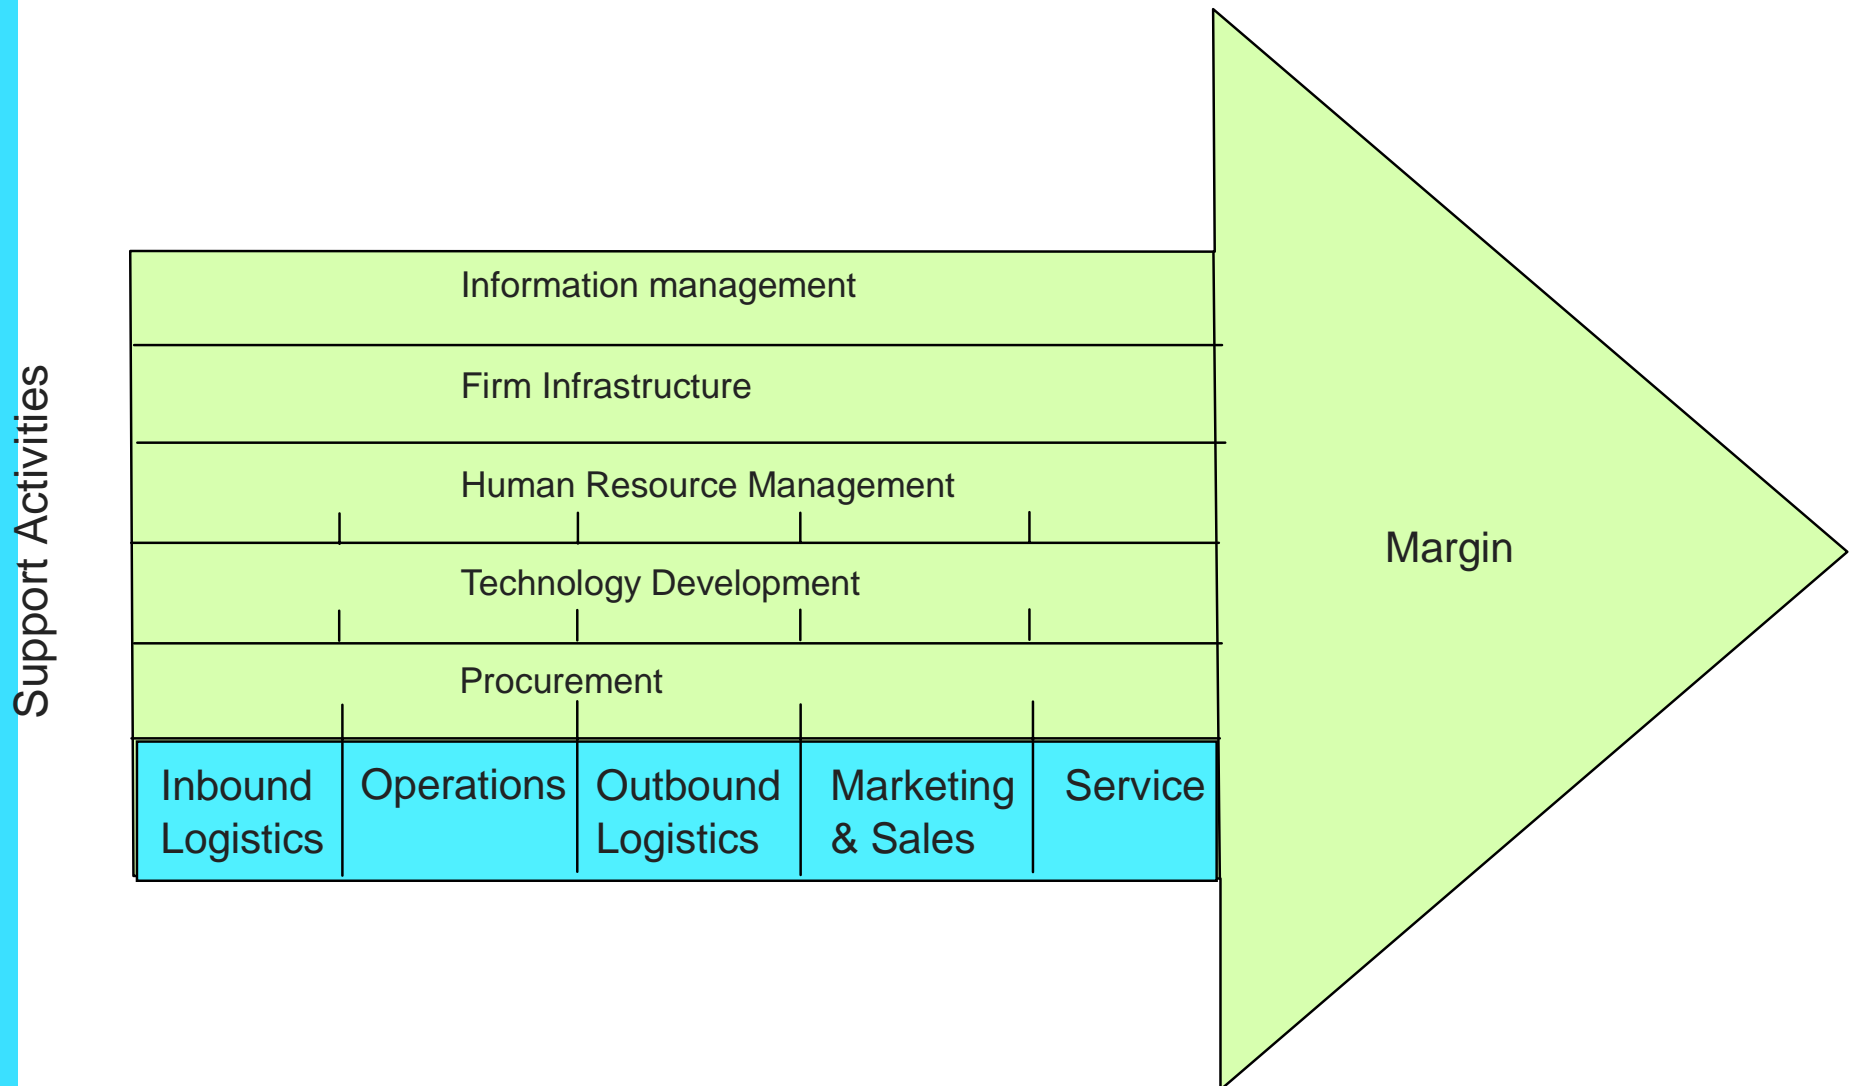 Support Activities
Information management
Firm Infrastructure
Human Resource Management
Technology Development
Procurement
Margin
Inbound
Logistics
Operations
Outbound
Logistics
Marketing
& Sales
Service